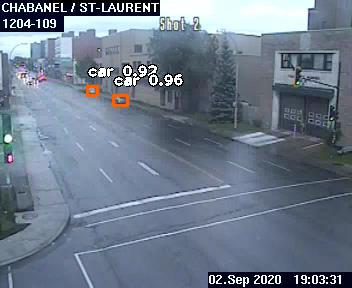 CHABANEL / ST-LAURENT
1204-109
Shot 2
car 0.92
car 0.96
02.Sep 2020 19:03:31